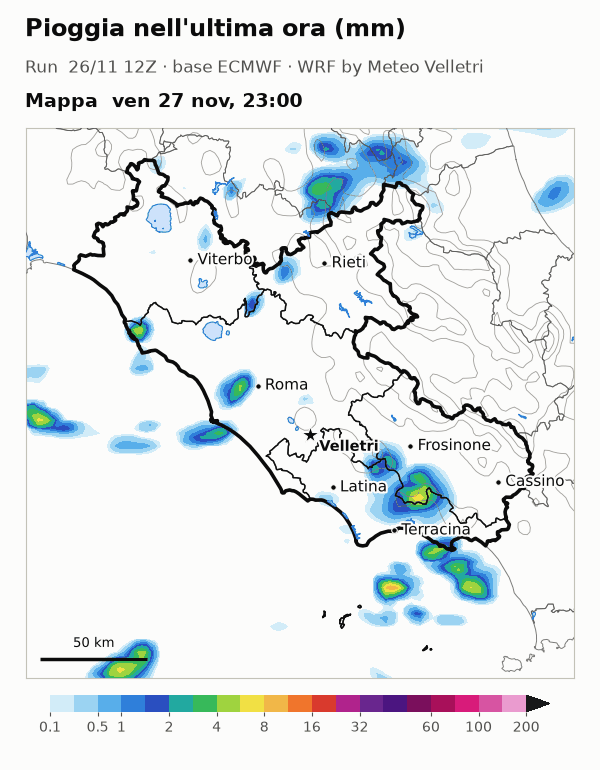 Pioggia nell'ultima ora (mm)
Run  26/11 12Z · base ECMWF · WRF by Meteo Velletri
Mappa  ven 27 nov, 23:00
Viterbo
Rieti
Roma
Velletri
Frosinone
Cassino
Latina
Terracina
50 km
0.1 0.5 1 2 4 8 16 32 60 100 200